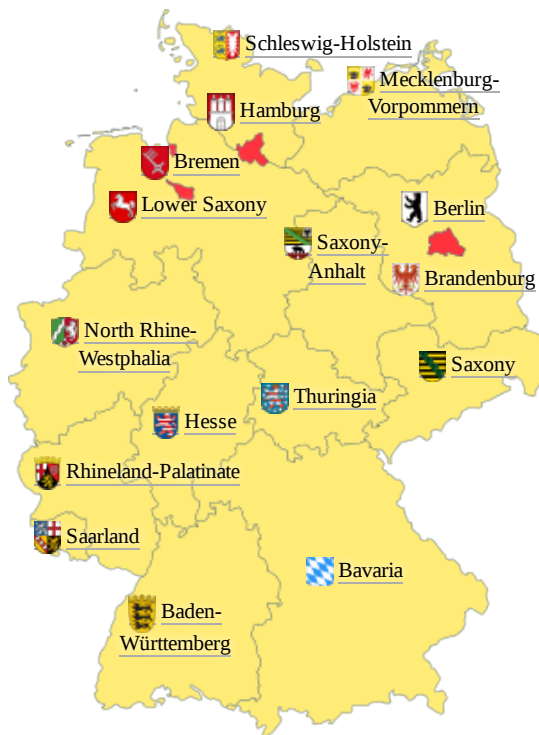 Schleswig-Holstein
Mecklenburg-
Vorpommern
Hamburg
Bremen
Lower Saxony
Berlin
Saxony-
Anhalt
Brandenburg
North Rhine-
Westphalia
Saxony
Thuringia
Hesse
Rhineland-Palatinate
Saarland
Bavaria
Baden-
Württemberg